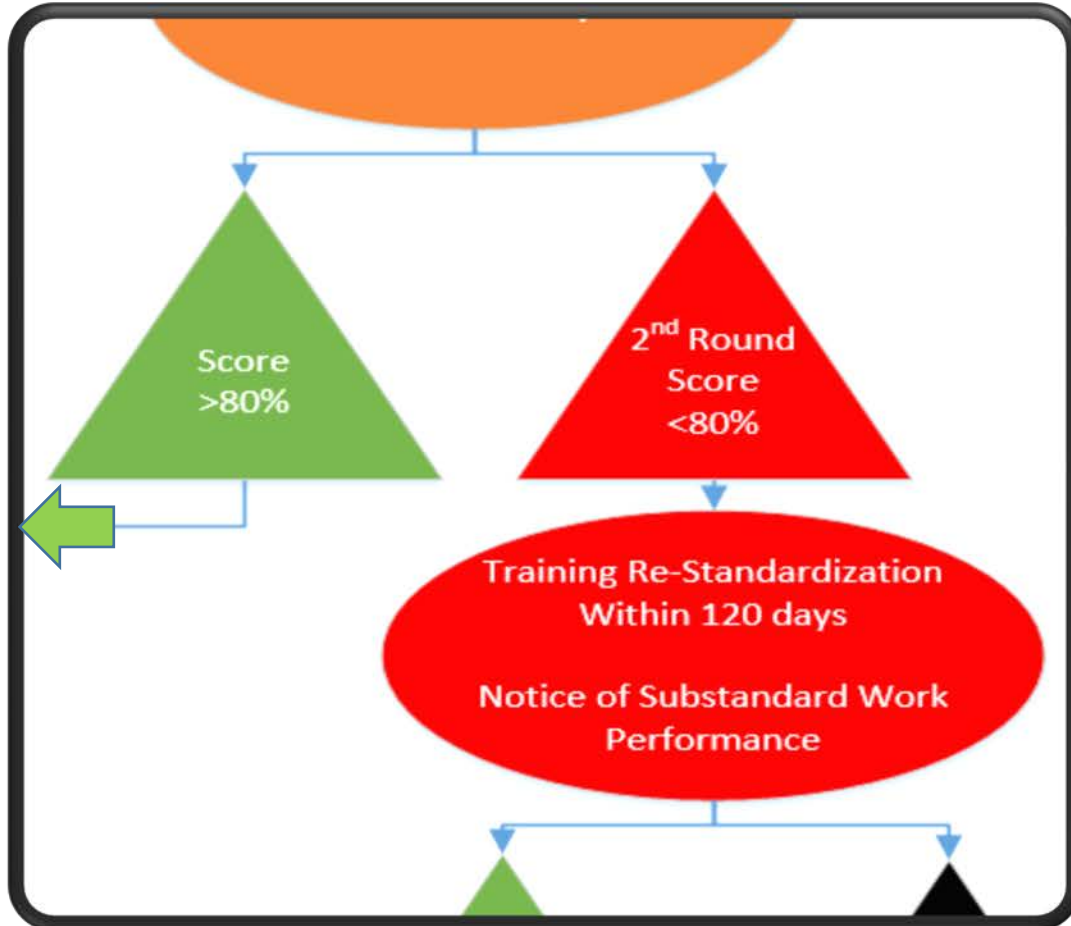 Score
>80%
2nd Round
Score
<80%
Training Re-Standardization
Within 120 days
Notice of Substandard Work
Performance